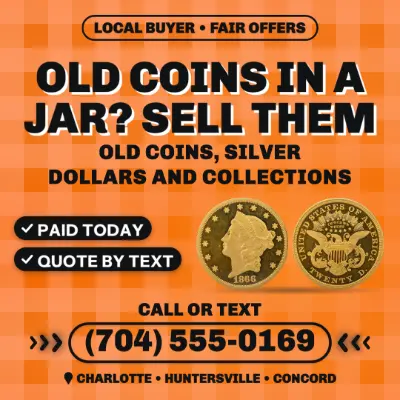 LOCAL BUYER • FAIR OFFERS
OLD COINS IN A
JAR? SELL THEM
OLD COINS, SILVER
DOLLARS AND COLLECTIONS
✓ PAID TODAY
✓ QUOTE BY TEXT
1866
UNITED STATES OF AMERICA
TWENTY D.
CALL OR TEXT
››› (704) 555-0169 ‹‹‹
CHARLOTTE • HUNTERSVILLE • CONCORD